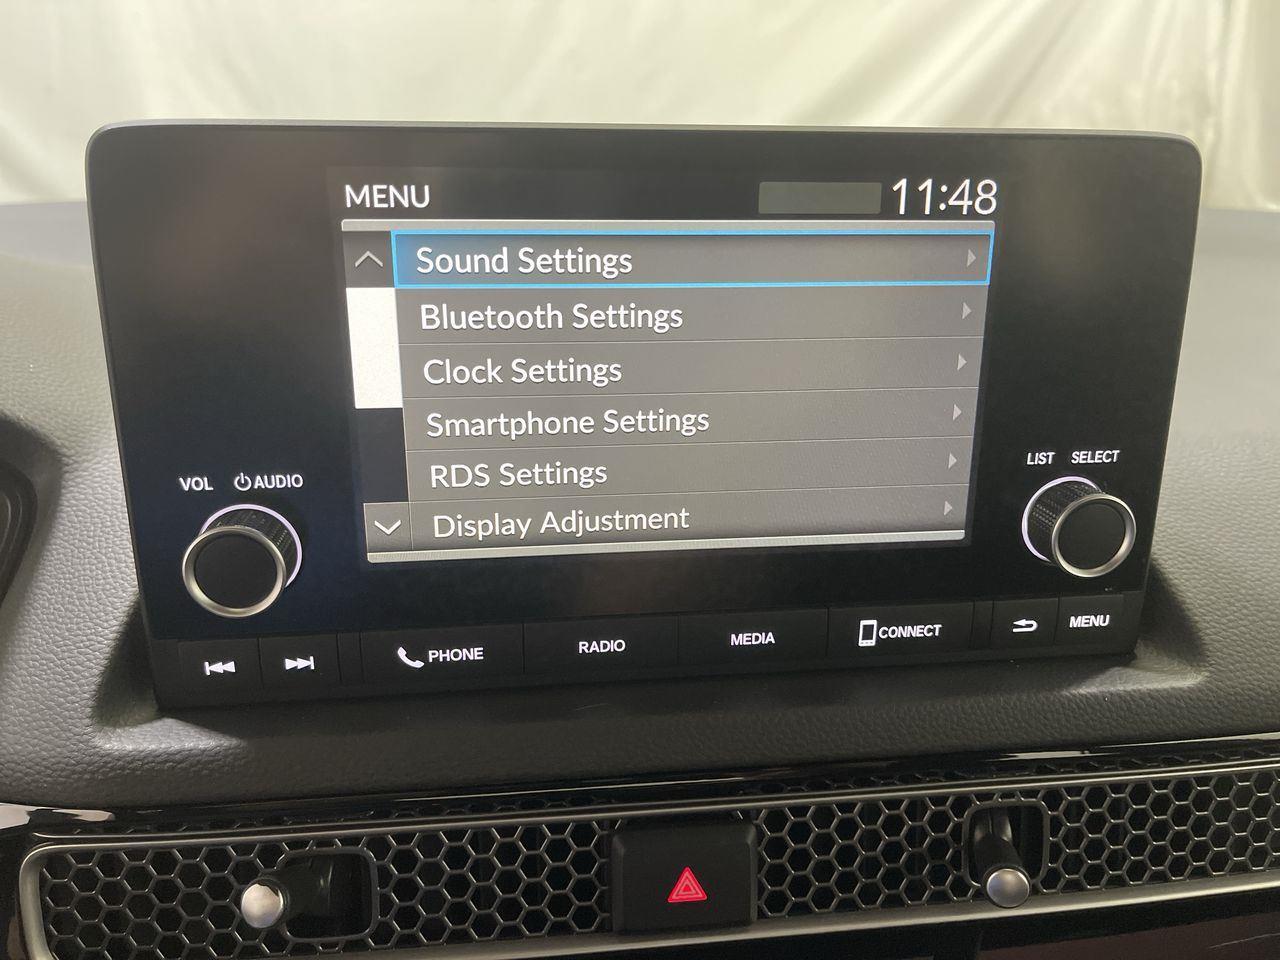 MENU 11:48
Sound Settings
Bluetooth Settings
Clock Settings
Smartphone Settings
RDS Settings
Display Adjustment
VOL AUDIO
LIST SELECT
PHONE RADIO MEDIA CONNECT MENU